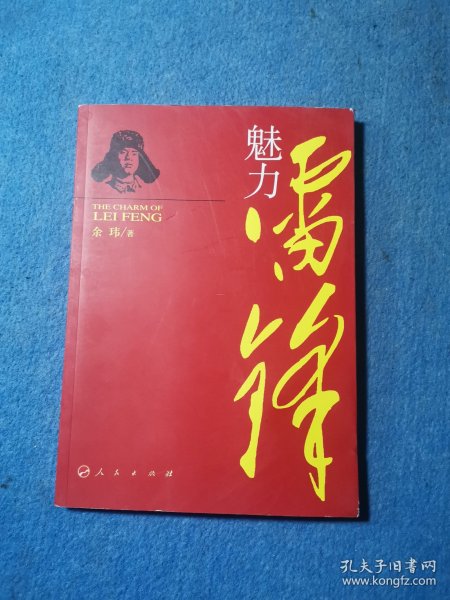 魅力
雷锋
THE CHARM OF
LEI FENG
余玮/著
人民出版社
孔夫子旧书网
www.kongfz.com